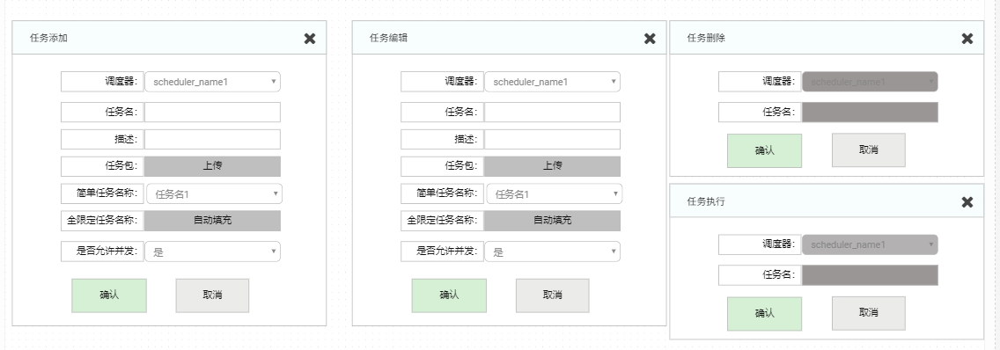 任务添加
调度器： scheduler_name1
任务名：
描述：
任务包： 上传
简单任务名称： 任务名1
全限定任务名称： 自动填充
是否允许并发： 是
确认 取消
任务编辑
调度器： scheduler_name1
任务名：
描述：
任务包： 上传
简单任务名称： 任务名1
全限定任务名称： 自动填充
是否允许并发： 是
确认 取消
任务删除
调度器： scheduler_name1
任务名：
确认 取消
任务执行
调度器： scheduler_name1
任务名：
确认 取消